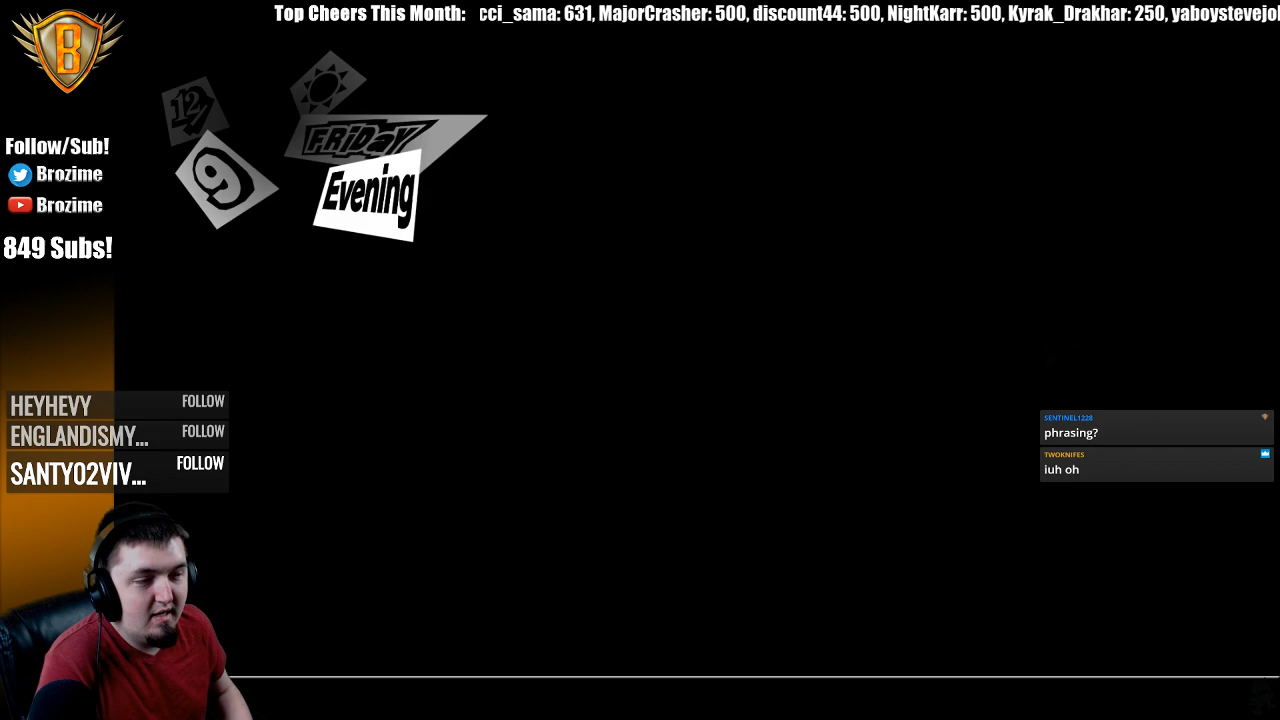 Top Cheers This Month: cci_sama: 631, MajorCrasher: 500, discount44: 500, NightKarr: 500, Kyrak_Drakhar: 250, yaboystevejo
B
12
FRiDaY
9
Evening
Follow/Sub!
Brozime
Brozime
849 Subs!
HEYHEVY FOLLOW
ENGLANDISMY... FOLLOW
SANTY02VIV... FOLLOW
SENTINEL1228
phrasing?
TWOKNIFES
iuh oh